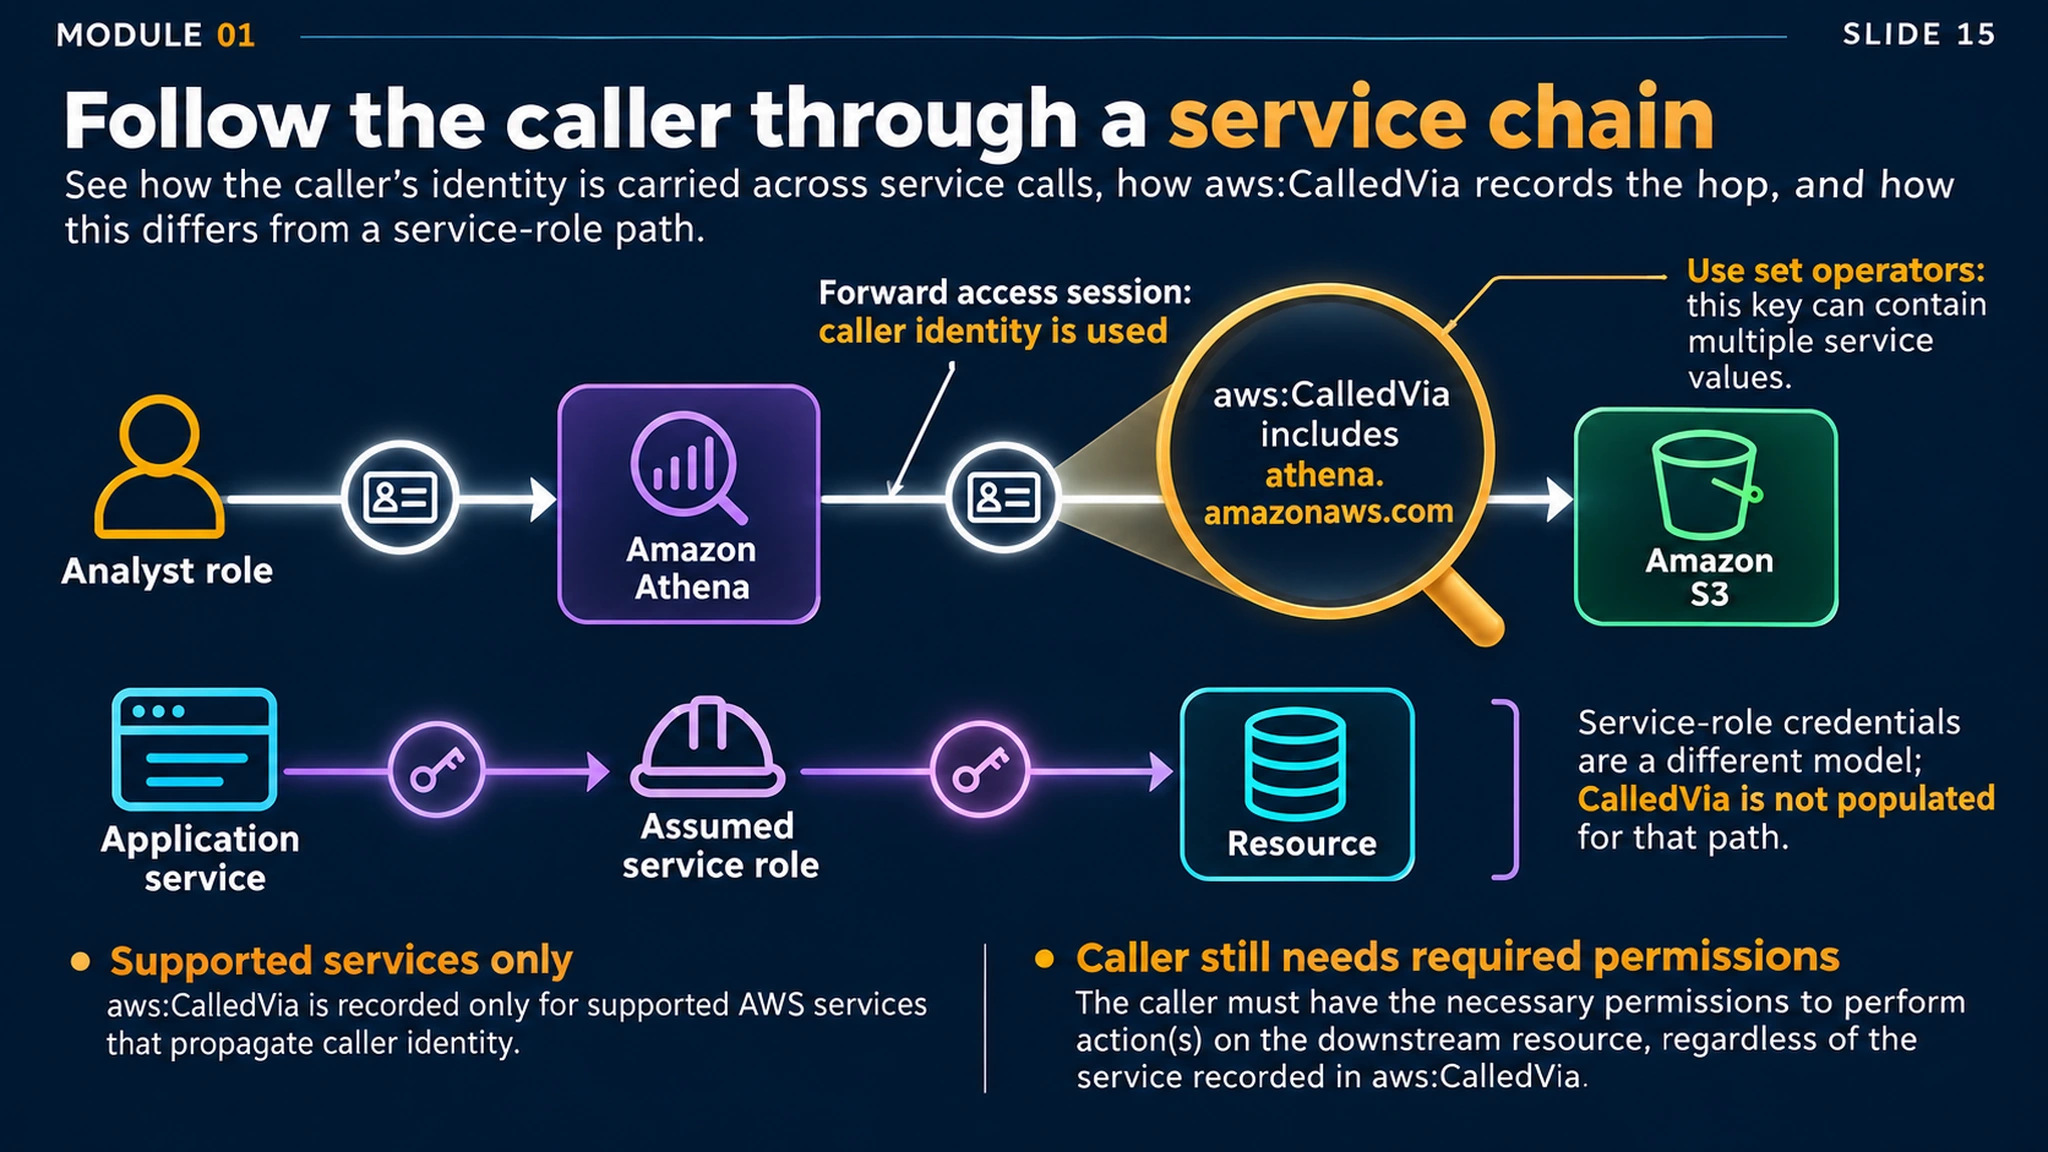 MODULE 01
SLIDE 15
Follow the caller through a service chain
See how the caller’s identity is carried across service calls, how aws:CalledVia records the hop, and how
this differs from a service-role path.
Forward access session:
caller identity is used
Use set operators:
this key can contain
multiple service
values.
aws:CalledVia
includes
athena.
amazonaws.com
Analyst role
Amazon
Athena
Amazon
S3
Application
service
Assumed
service role
Resource
Service-role credentials
are a different model;
CalledVia is not populated
for that path.
• Supported services only
aws:CalledVia is recorded only for supported AWS services
that propagate caller identity.
• Caller still needs required permissions
The caller must have the necessary permissions to perform
action(s) on the downstream resource, regardless of the
service recorded in aws:CalledVia.